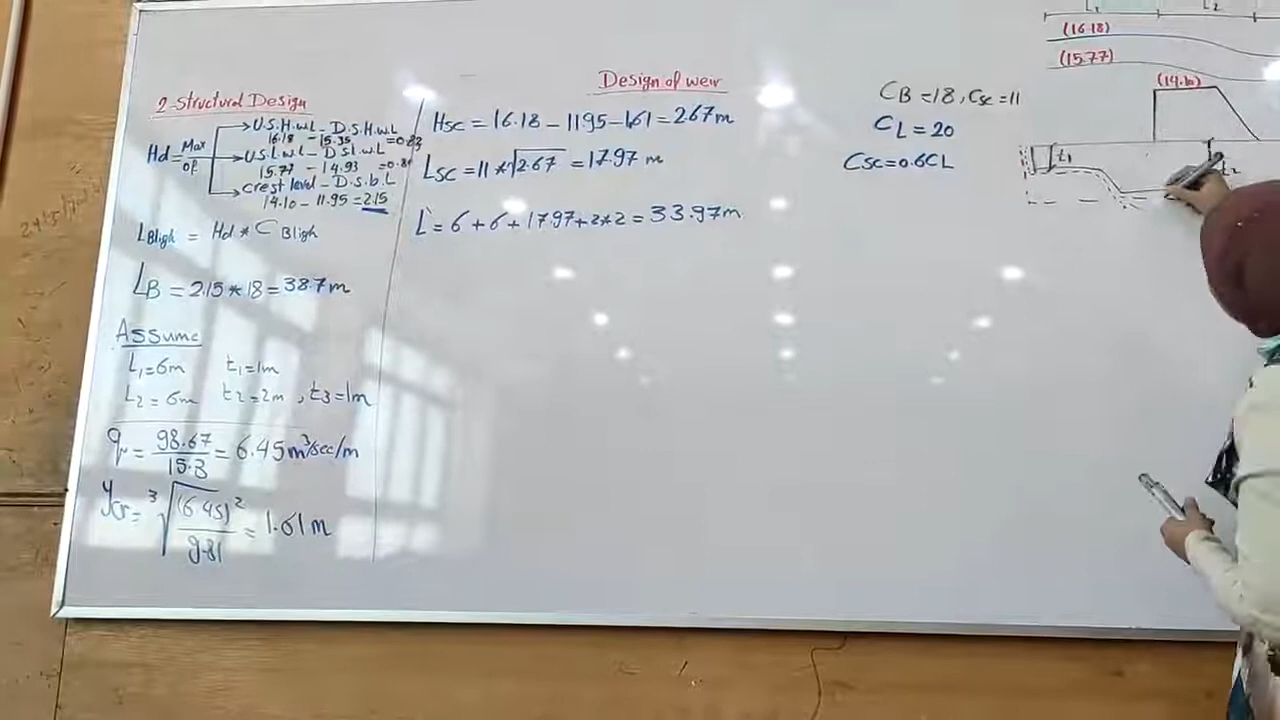 Design of weir
2-Structural Design
Hd = Max of
U.S.H.w.L - D.S.H.w.L
16.18 - 15.35 = 0.83
U.S.L.w.L - D.S.L.w.L
15.77 - 14.93 = 0.84
Crest level - D.S.b.L
14.10 - 11.95 = 2.15
L Bligh = Hd * C Bligh
LB = 2.15 * 18 = 38.7 m
Assume
L1 = 6m t1 = 1m
L2 = 6m t2 = 2m , t3 = 1m
q = 98.67 / 15.3 = 6.45 m³/sec/m
ycr = ³√((6.45)² / 9.81) = 1.61 m
Hsc = 16.18 - 11.95 - 1.61 = 2.67 m
Lsc = 11 * √2.67 = 17.97 m
L` = 6 + 6 + 17.97 + 2*2 = 33.97 m
CB = 18 , Csc = 11
CL = 20
Csc = 0.6 CL
L1 L2
(16.18)
(15.77)
(14.10)
t1
t2